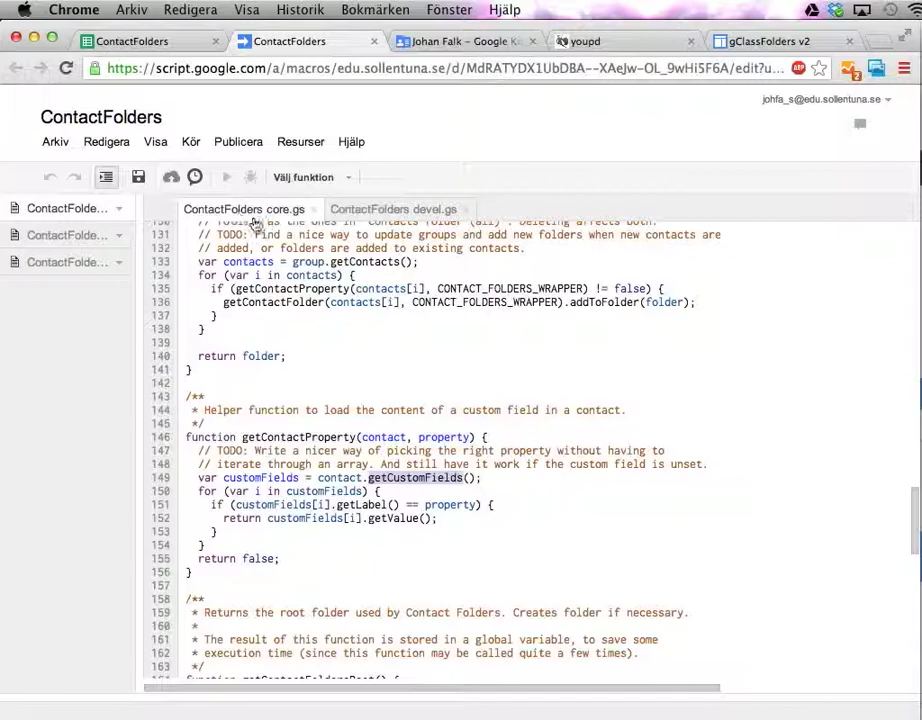 Chrome Arkiv Redigera Visa Historik Bokmärken Fönster Hjälp
ContactFolders ContactFolders Johan Falk – Google K youpd gClassFolders v2
https://script.google.com/a/macros/edu.sollentuna.se/d/MdRATYDX1UbDBA--XAeJw-OL_9wHi5F6A/edit?u...
ContactFolders johfa_s@edu.sollentuna.se
Arkiv Redigera Visa Kör Publicera Resurser Hjälp
Välj funktion
ContactFolde...
ContactFolde...
ContactFolde...
ContactFolders core.gs ContactFolders devel.gs
131 // TODO: Find a nice way to update groups and add new folders when new contacts are
132 // added, or folders are added to existing contacts.
133 var contacts = group.getContacts();
134 for (var i in contacts) {
135 if (getContactProperty(contacts[i], CONTACT_FOLDERS_WRAPPER) != false) {
136 getContactFolder(contacts[i], CONTACT_FOLDERS_WRAPPER).addToFolder(folder);
137 }
138 }
139
140 return folder;
141 }
142
143 /**
144 * Helper function to load the content of a custom field in a contact.
145 */
146 function getContactProperty(contact, property) {
147 // TODO: Write a nicer way of picking the right property without having to
148 // iterate through an array. And still have it work if the custom field is unset.
149 var customFields = contact.getCustomFields();
150 for (var i in customFields) {
151 if (customFields[i].getLabel() == property) {
152 return customFields[i].getValue();
153 }
154 }
155 return false;
156 }
157
158 /**
159 * Returns the root folder used by Contact Folders. Creates folder if necessary.
160 *
161 * The result of this function is stored in a global variable, to save some
162 * execution time (since this function may be called quite a few times).
163 */